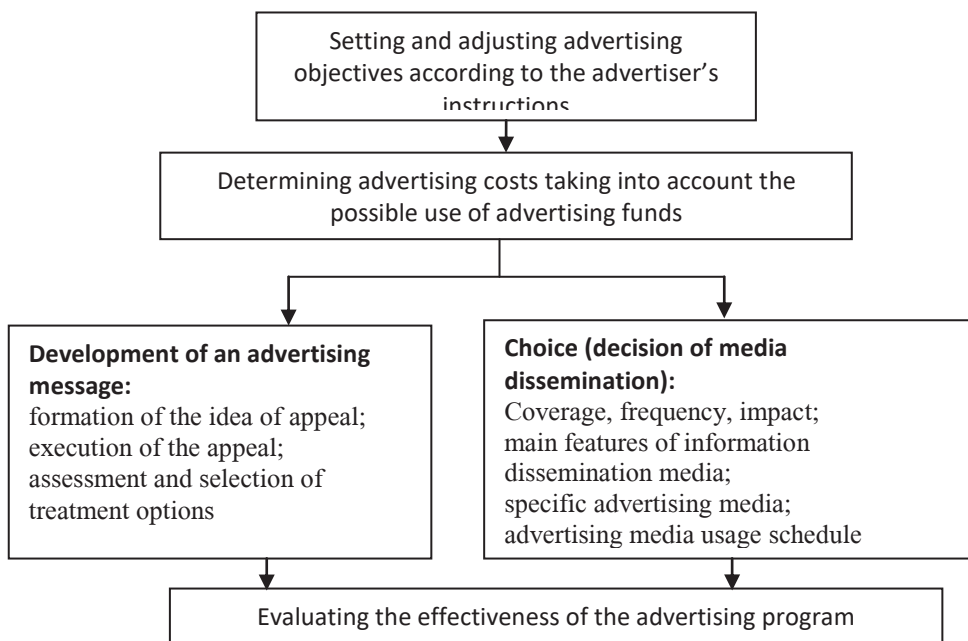 Setting and adjusting advertising
objectives according to the advertiser’s
instructions
Determining advertising costs taking into account the
possible use of advertising funds
Development of an advertising
message:
formation of the idea of appeal;
execution of the appeal;
assessment and selection of
treatment options
Choice (decision of media
dissemination):
Coverage, frequency, impact;
main features of information
dissemination media;
specific advertising media;
advertising media usage schedule
Evaluating the effectiveness of the advertising program